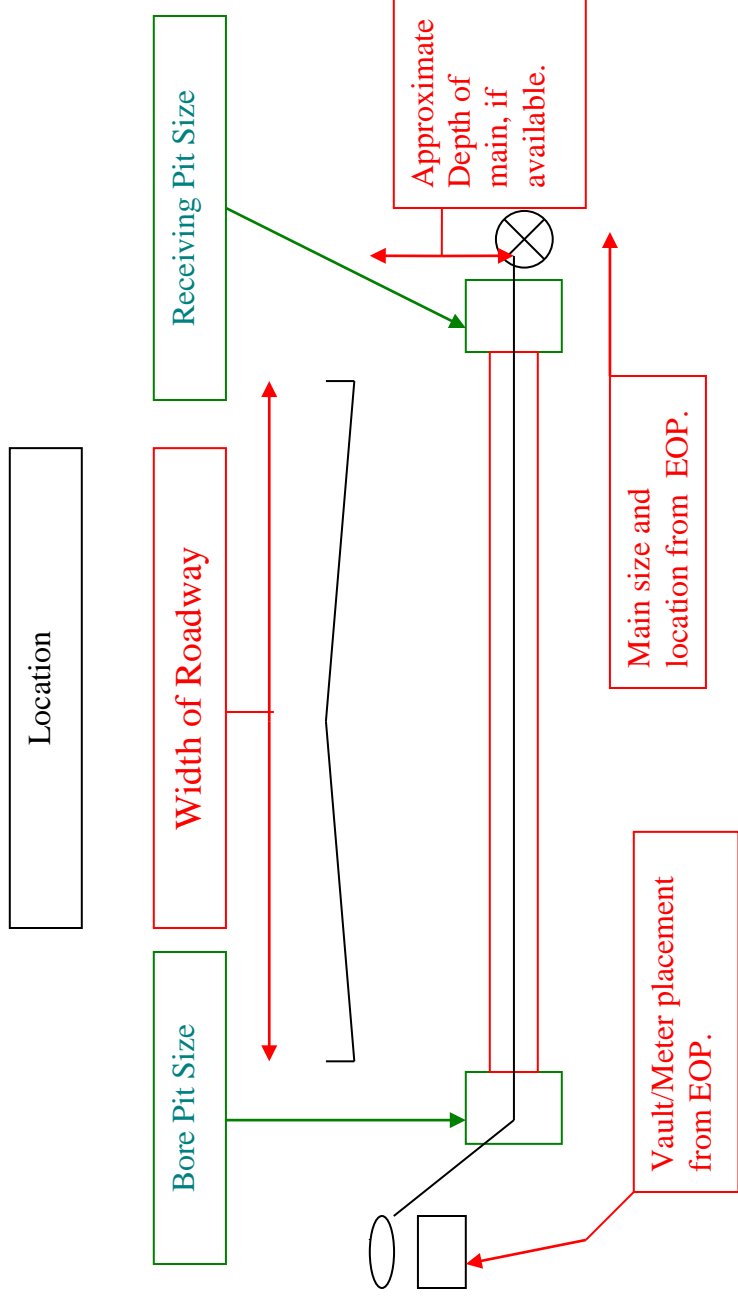 Location
Bore Pit Size
Width of Roadway
Receiving Pit Size
Approximate
Depth of
main, if
available.
Vault/Meter placement
from EOP.
Main size and
location from EOP.